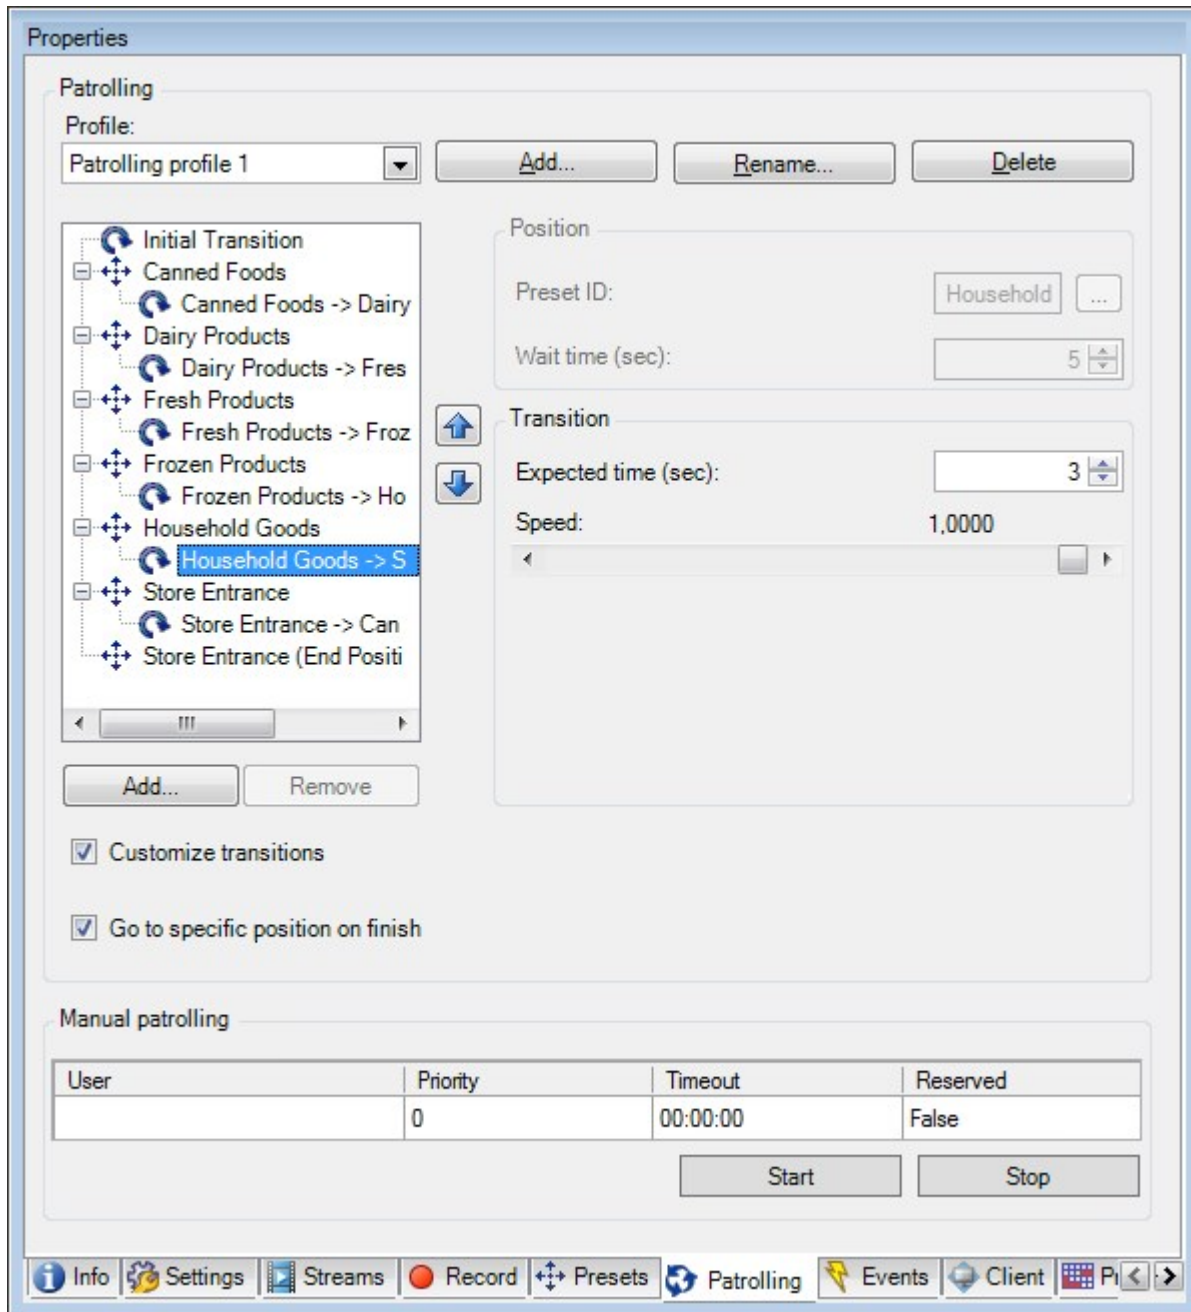 Properties
Patrolling
Profile:
Patrolling profile 1
Add...
Rename...
Delete
Initial Transition
Canned Foods
Canned Foods -> Dairy
Dairy Products
Dairy Products -> Fres
Fresh Products
Fresh Products -> Froz
Frozen Products
Frozen Products -> Ho
Household Goods
Household Goods -> S
Store Entrance
Store Entrance -> Can
Store Entrance (End Positi
Add...
Remove
Position
Preset ID:
Household
...
Wait time (sec):
5
Transition
Expected time (sec):
3
Speed:
1,0000
Customize transitions
Go to specific position on finish
Manual patrolling
User Priority Timeout Reserved
0 00:00:00 False
Start
Stop
Info Settings Streams Record Presets Patrolling Events Client